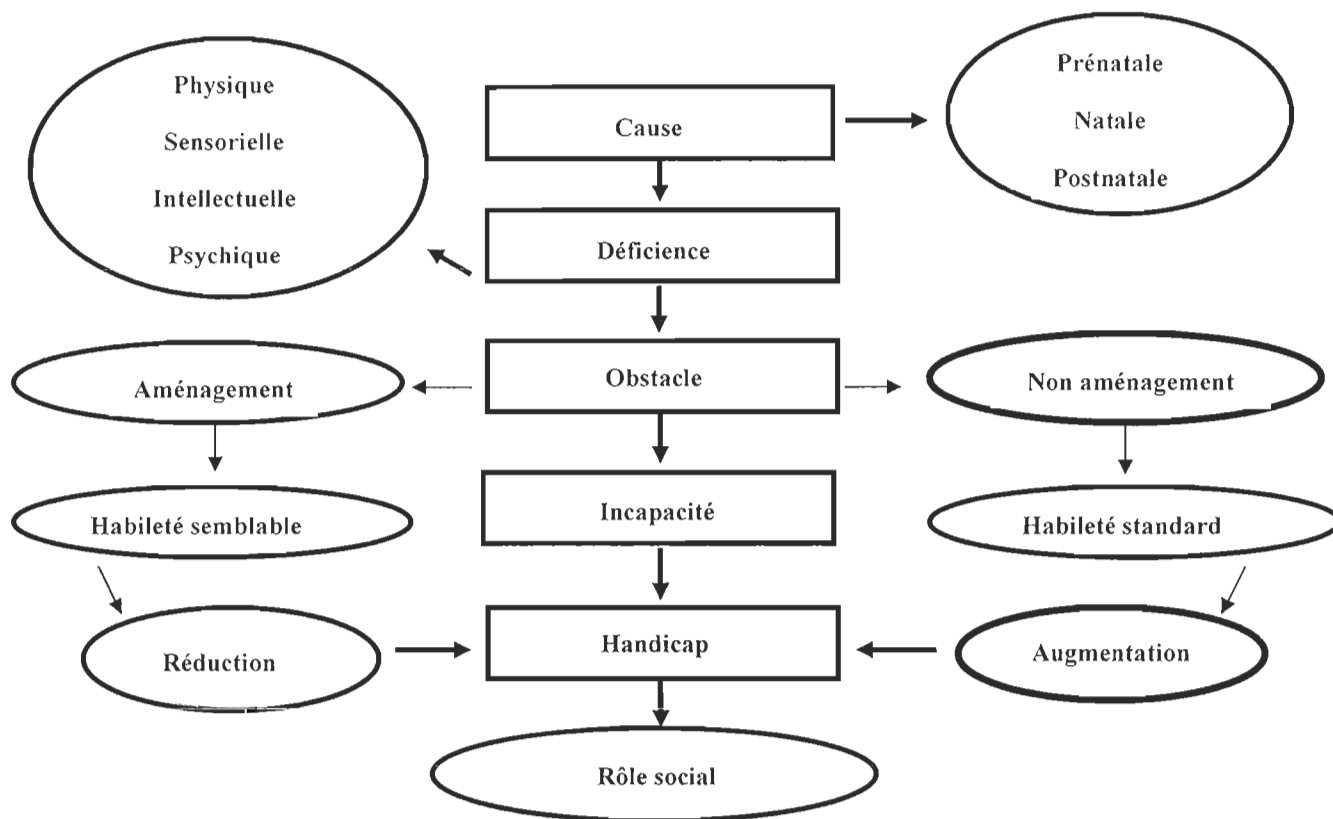 Physique
Sensorielle
Intellectuelle
Psychique
Cause
Prénatale
Natale
Postnatale
Déficience
Aménagement
Obstacle
Non aménagement
Habileté semblable
Incapacité
Habileté standard
Réduction
Handicap
Augmentation
Rôle social